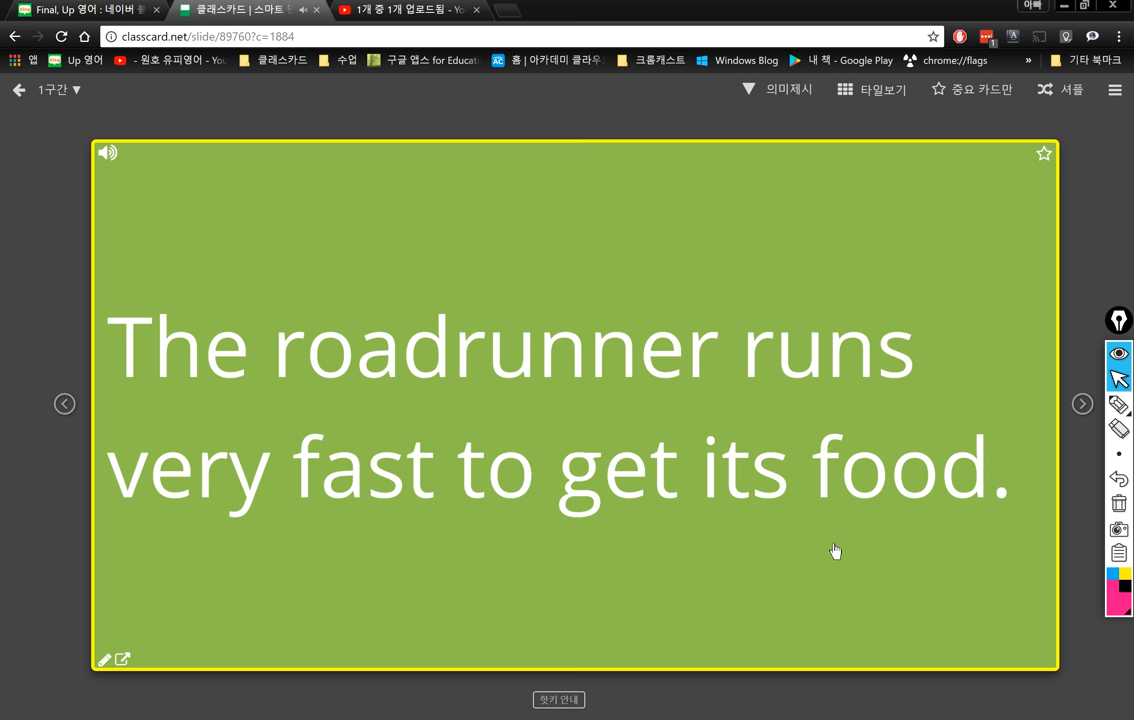 Final, Up 영어 : 네이버
클래스카드 | 스마트
1개 중 1개 업로드됨 - Yo
아빠
classcard.net/slide/89760?c=1884
1
앱
Up 영어
- 원호 유피영어 - You
클래스카드
수업
구글 앱스 for Educati
홈 | 아카데미 클라우
크롬캐스트
Windows Blog
내 책 - Google Play
chrome://flags
»
기타 북마크
1구간 ▼
▼ 의미제시
타일보기
중요 카드만
셔플
The roadrunner runs
very fast to get its food.
핫키 안내